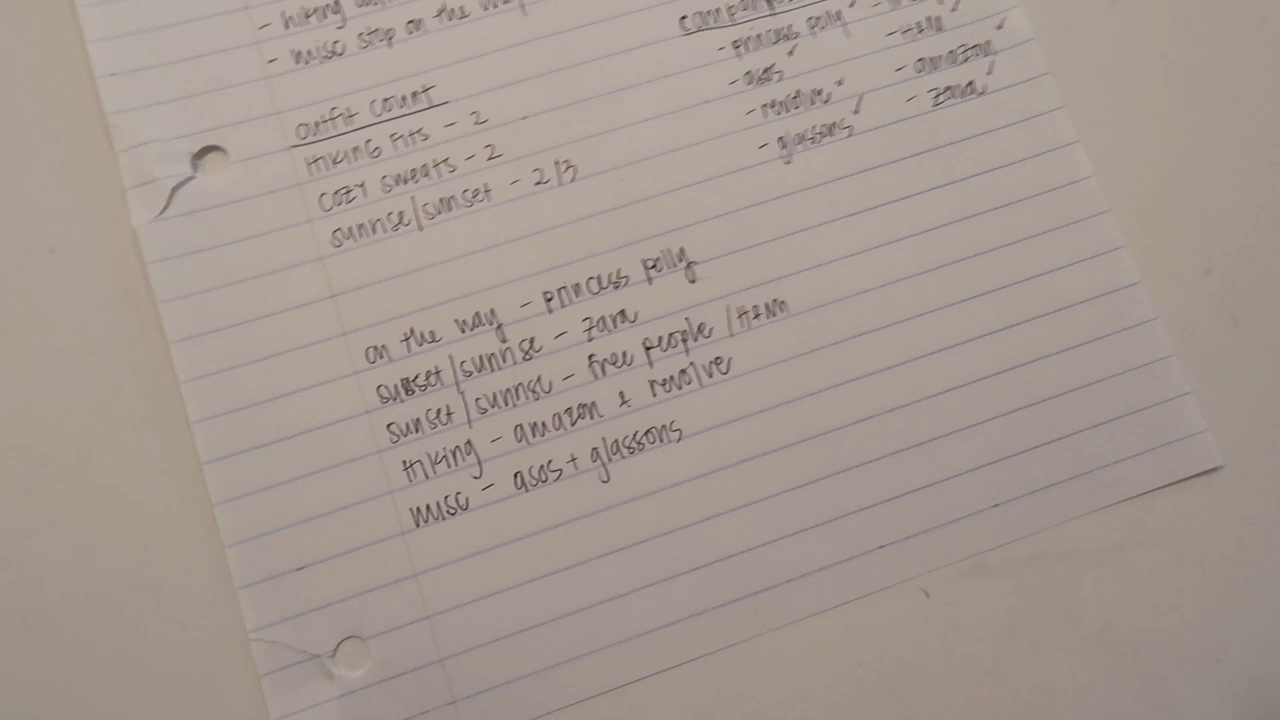 - hiking
- misc stop on the way
outfit count
HIKING FITS - 2
COZY sweats - 2
sunrise/sunset - 2/3
- princess polly
- asos ✓
- revolve
- glassons ✓
- H&M ✓
- amazon ✓
- zara ✓
on the way - princess polly
sunset/sunrise - zara
sunset/sunrise - free people / H&M
HIKING - amazon & revolve
misc - asos + glassons